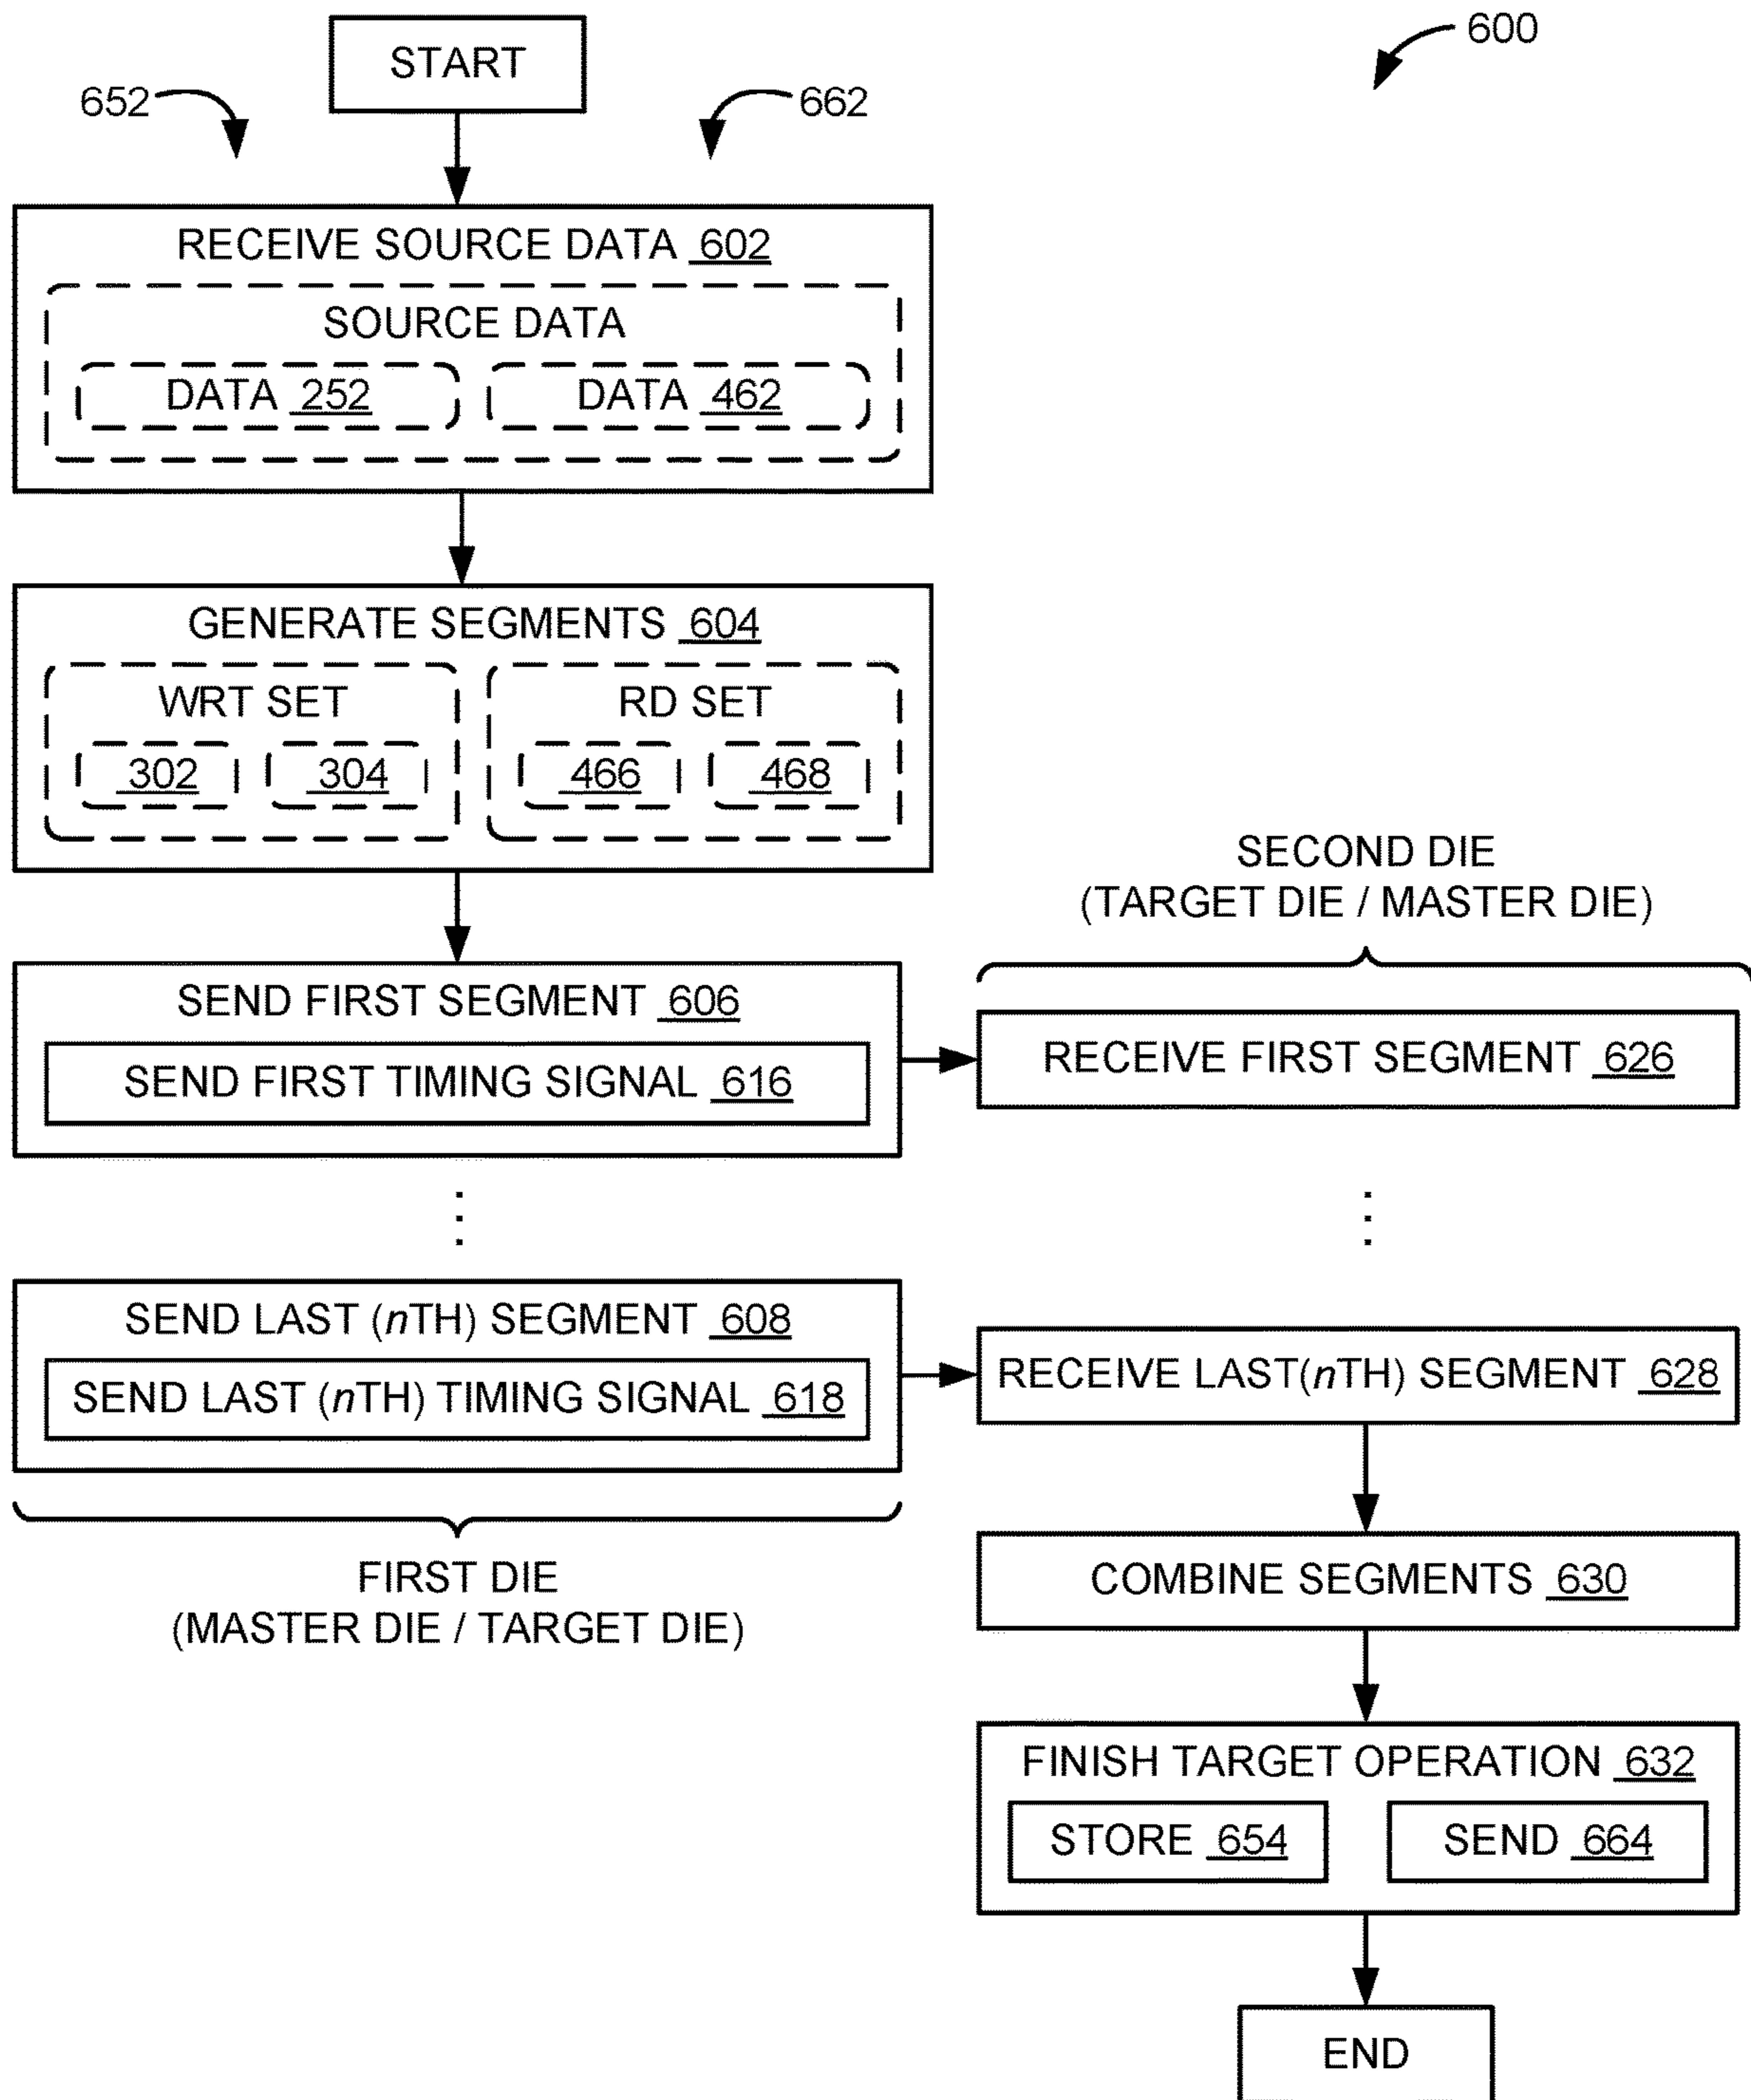 START
600
652
662
RECEIVE SOURCE DATA 602
SOURCE DATA
DATA 252
DATA 462
GENERATE SEGMENTS 604
WRT SET
RD SET
302
304
466
468
SECOND DIE
(TARGET DIE / MASTER DIE)
SEND FIRST SEGMENT 606
SEND FIRST TIMING SIGNAL 616
RECEIVE FIRST SEGMENT 626
⋮
⋮
SEND LAST (nTH) SEGMENT 608
SEND LAST (nTH) TIMING SIGNAL 618
RECEIVE LAST(nTH) SEGMENT 628
FIRST DIE
(MASTER DIE / TARGET DIE)
COMBINE SEGMENTS 630
FINISH TARGET OPERATION 632
STORE 654
SEND 664
END